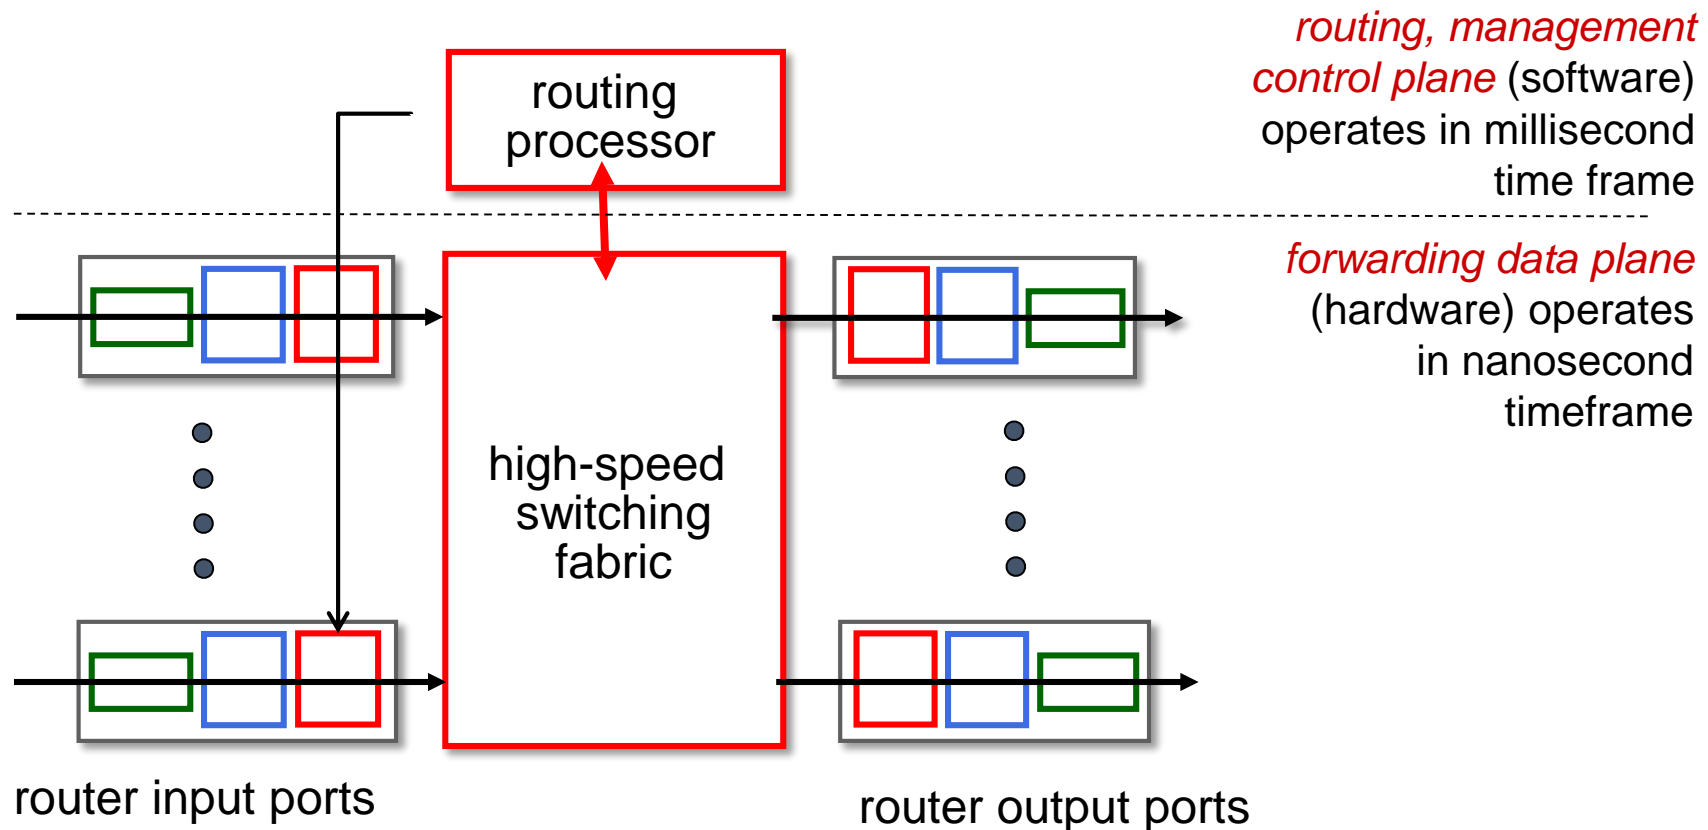 routing, management
control plane (software)
operates in millisecond
time frame
routing
processor
forwarding data plane
(hardware) operates
in nanosecond
timeframe
high-speed
switching
fabric
router input ports
router output ports